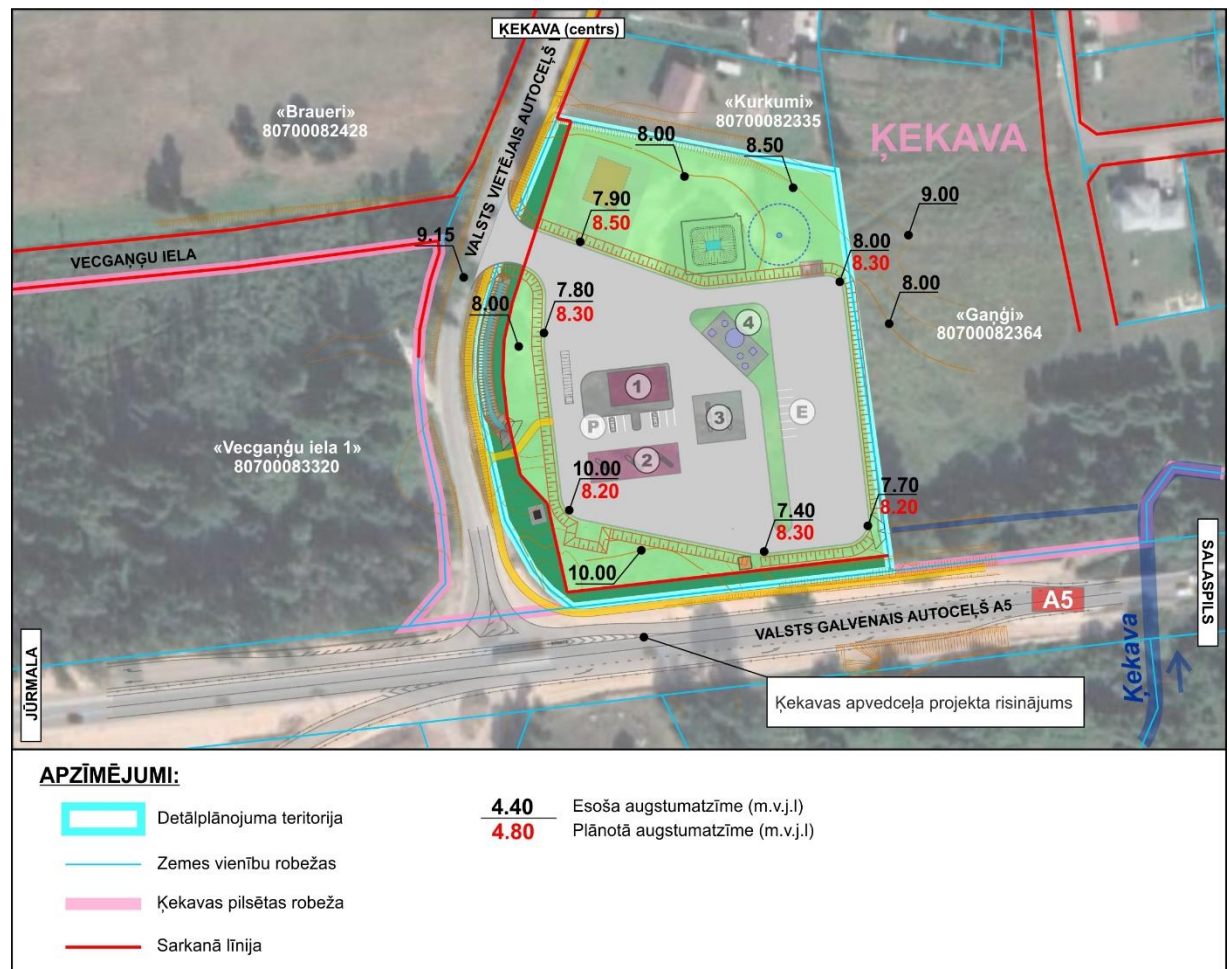 ĶEKAVA (centrs)
VALSTS VIETĒJAIS AUTOCEĻŠ
«Braueri»
80700082428
«Kurkumi»
80700082335
ĶEKAVA
8.00
8.50
7.90
8.50
9.00
9.15
VECGAŅĢU IELA
8.00
8.30
8.00
7.80
8.30
8.00
«Gaņģi»
80700082364
4
1
3
E
P
2
«Vecgaņģu iela 1»
80700083320
10.00
8.20
7.70
8.20
7.40
8.30
10.00
A5
VALSTS GALVENAIS AUTOCEĻŠ A5
SALASPILS
Ķekava
JŪRMALA
Ķekavas apvedceļa projekta risinājums
APZĪMĒJUMI:
Detālplānojuma teritorija
Zemes vienību robežas
Ķekavas pilsētas robeža
Sarkanā līnija
4.40 Esoša augstumatzīme (m.v.j.l)
4.80 Plānotā augstumatzīme (m.v.j.l)